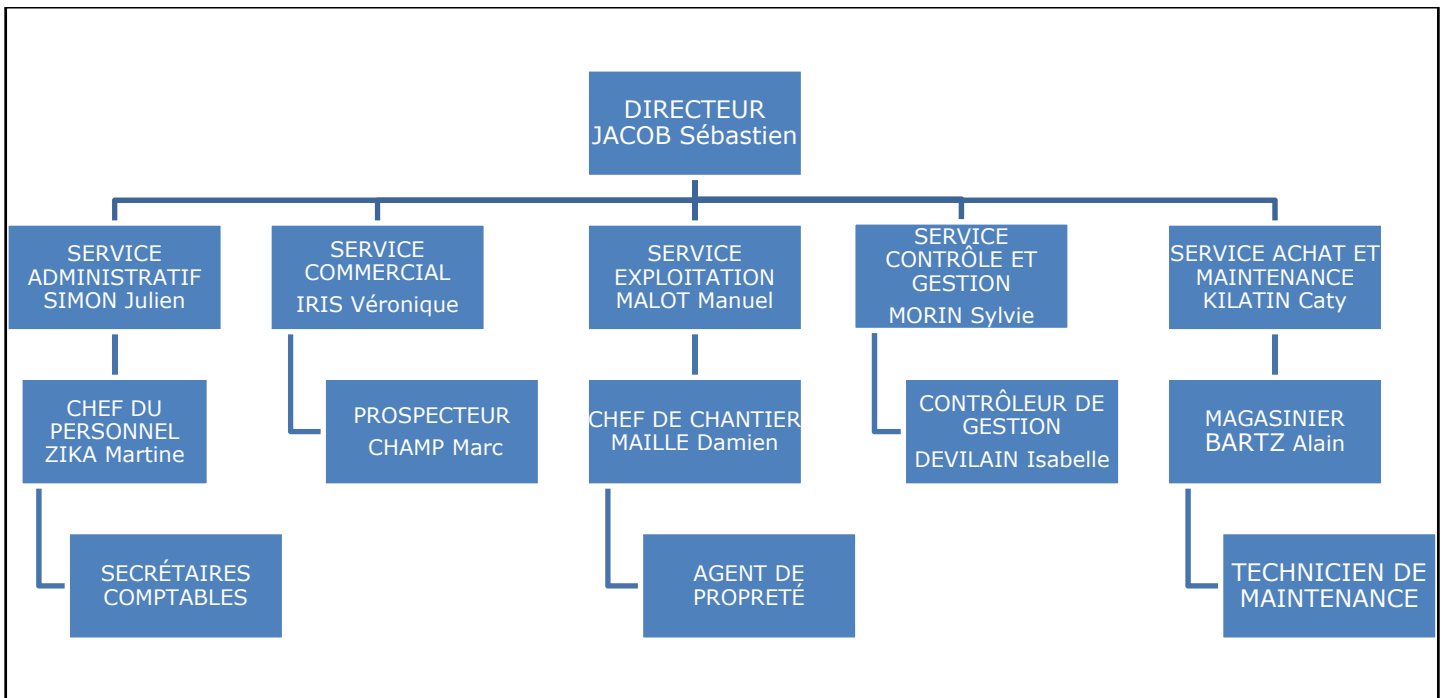 DIRECTEUR
JACOB Sébastien
SERVICE
ADMINISTRATIF
SIMON Julien
SERVICE
COMMERCIAL
IRIS Véronique
SERVICE
EXPLOITATION
MALOT Manuel
SERVICE
CONTRÔLE ET
GESTION
MORIN Sylvie
SERVICE ACHAT ET
MAINTENANCE
KILATIN Caty
CHEF DU
PERSONNEL
ZIKA Martine
PROSPECTEUR
CHAMP Marc
CHEF DE CHANTIER
MAILLE Damien
CONTRÔLEUR DE
GESTION
DEVILAIN Isabelle
MAGASINIER
BARTZ Alain
SECRÉTAIRES
COMPTABLES
AGENT DE
PROPRETÉ
TECHNICIEN DE
MAINTENANCE